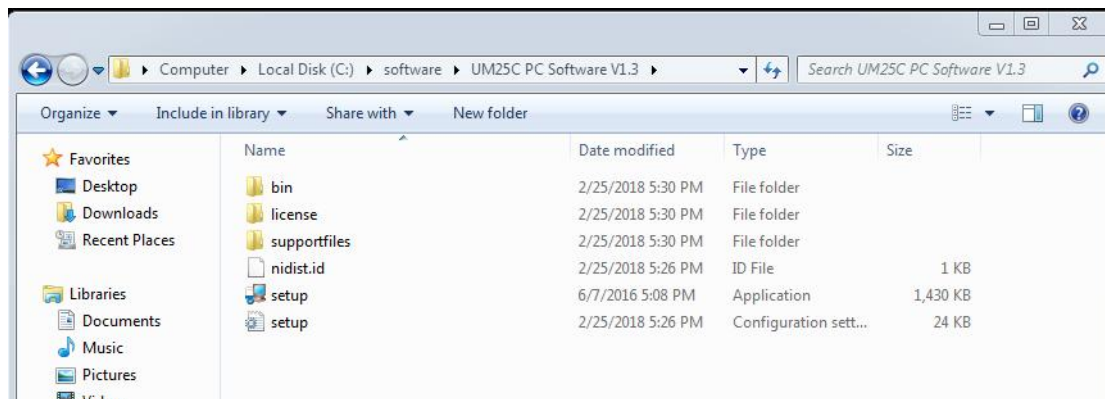 Computer Local Disk (C:) software UM25C PC Software V1.3 Search UM25C PC Software V1.3
Organize Include in library Share with New folder
Name Date modified Type Size
Favorites
Desktop bin 2/25/2018 5:30 PM File folder
Downloads license 2/25/2018 5:30 PM File folder
Recent Places supportfiles 2/25/2018 5:30 PM File folder
nidist.id 2/25/2018 5:26 PM ID File 1 KB
Libraries setup 6/7/2016 5:08 PM Application 1,430 KB
Documents setup 2/25/2018 5:26 PM Configuration sett... 24 KB
Music
Pictures